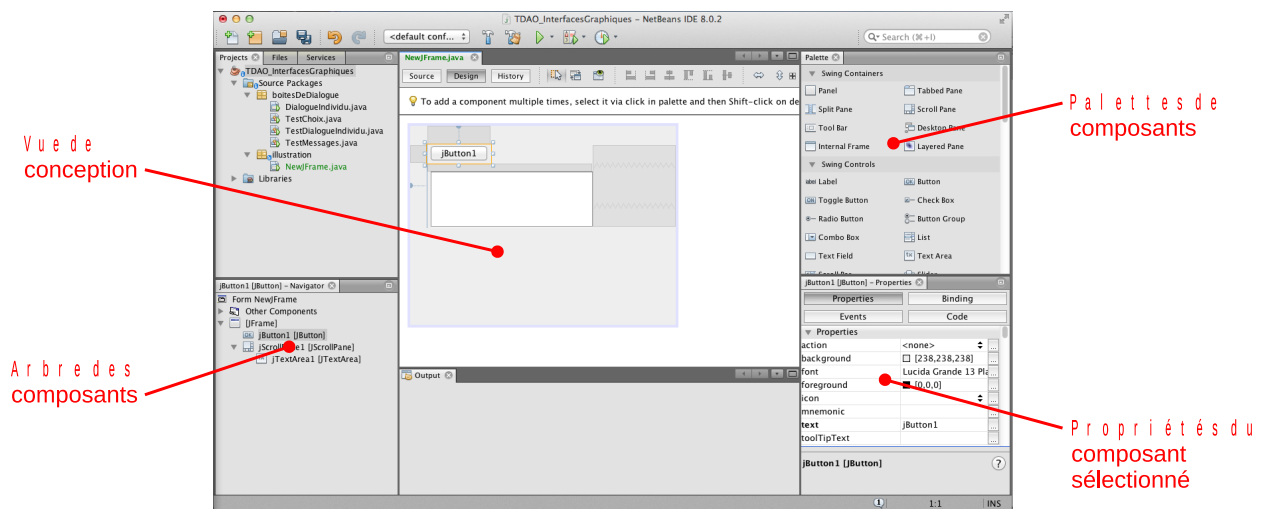 TDAO_InterfacesGraphiques – NetBeans IDE 8.0.2
<default conf...
Search (⌘+I)
Projects Files Services
TDAO_InterfacesGraphiques
Source Packages
boitesDeDialogue
DialogueIndividu.java
TestChoix.java
TestDialogueIndividu.java
TestMessages.java
illustration
NewJFrame.java
Libraries
NewJFrame.java
Source Design History
To add a component multiple times, select it via click in palette and then Shift-click on de
jButton1
Palette
Swing Containers
Panel Tabbed Pane
Split Pane Scroll Pane
Tool Bar Desktop Pane
Internal Frame Layered Pane
Swing Controls
label Label OK Button
OK Toggle Button Check Box
Radio Button Button Group
Combo Box List
Text Field Text Area
Slider
jButton1 [JButton] – Navigator
Form NewJFrame
Other Components
[JFrame]
jButton1 [JButton]
jScrollPane1 [JScrollPane]
jTextArea1 [JTextArea]
Output
jButton1 [JButton] – Properties
Properties Binding
Events Code
Properties
action <none> ...
background [238,238,238] ...
font Lucida Grande 13 Pla ...
foreground [0,0,0] ...
icon ...
mnemonic ...
text jButton1 ...
toolTipText ...
jButton1 [JButton] ?
1 1:1 INS
Vue de
conception
Arbre des
composants
Palettes de
composants
Propriétés du
composant
sélectionné